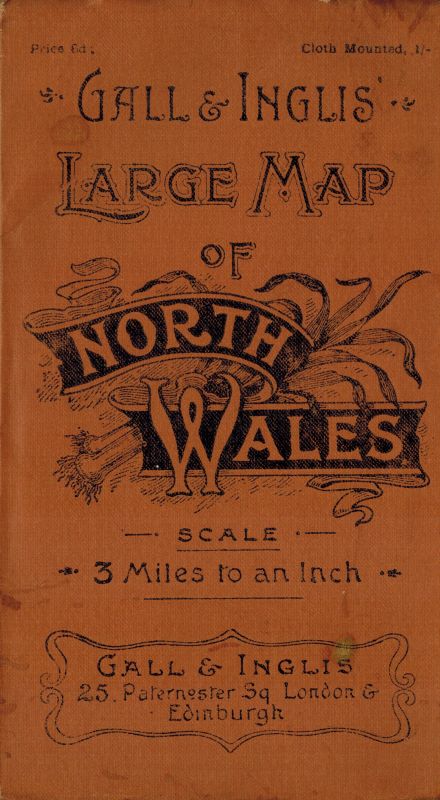 Price 6d. Cloth Mounted, 1/-
GALL & INGLIS'
LARGE MAP
OF
NORTH
WALES
SCALE
3 Miles to an Inch
GALL & INGLIS
25, Paternoster Sq London &
Edinburgh